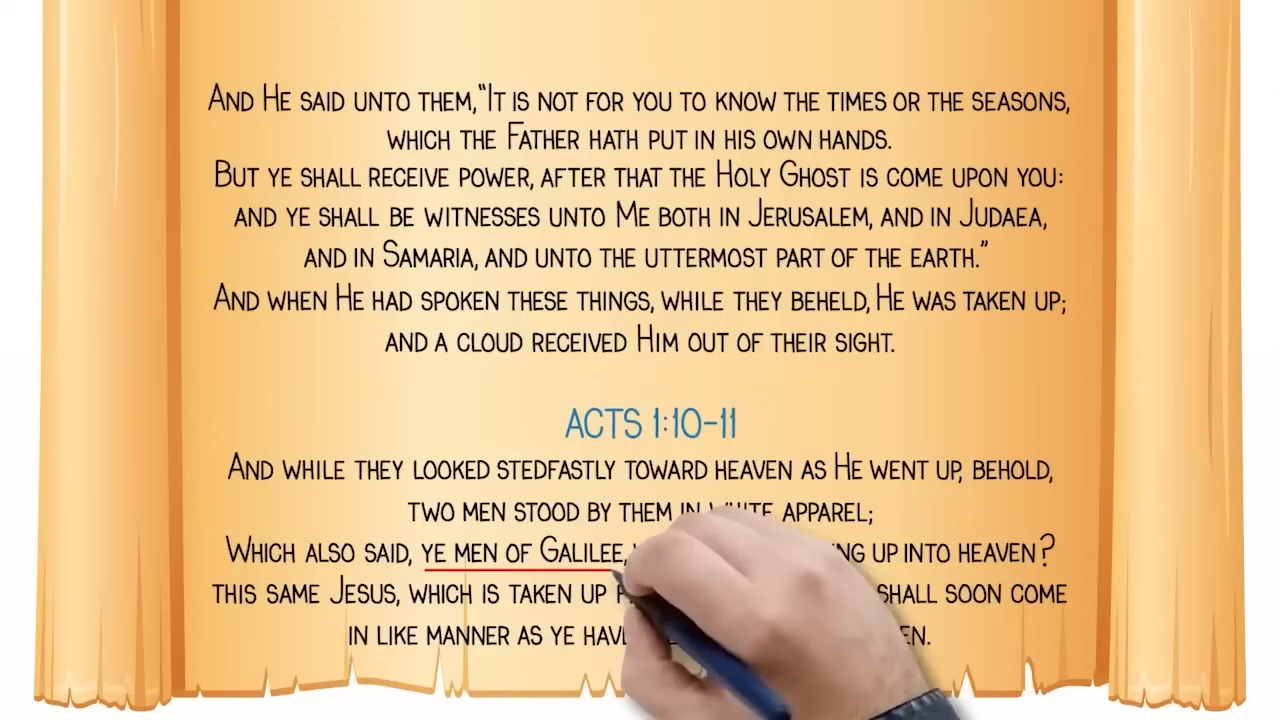 And He said unto them,“It is not for you to know the times or the seasons,
which the Father hath put in his own hands.
But ye shall receive power, after that the Holy Ghost is come upon you:
and ye shall be witnesses unto Me both in Jerusalem, and in Judaea,
and in Samaria, and unto the uttermost part of the earth.”
And when He had spoken these things, while they beheld, He was taken up;
and a cloud received Him out of their sight.
ACTS 1:10-11
And while they looked stedfastly toward heaven as He went up, behold,
two men stood by them in white apparel;
Which also said, ye men of Galilee, up into heaven?
this same Jesus, which is taken up shall soon come
in like manner as ye